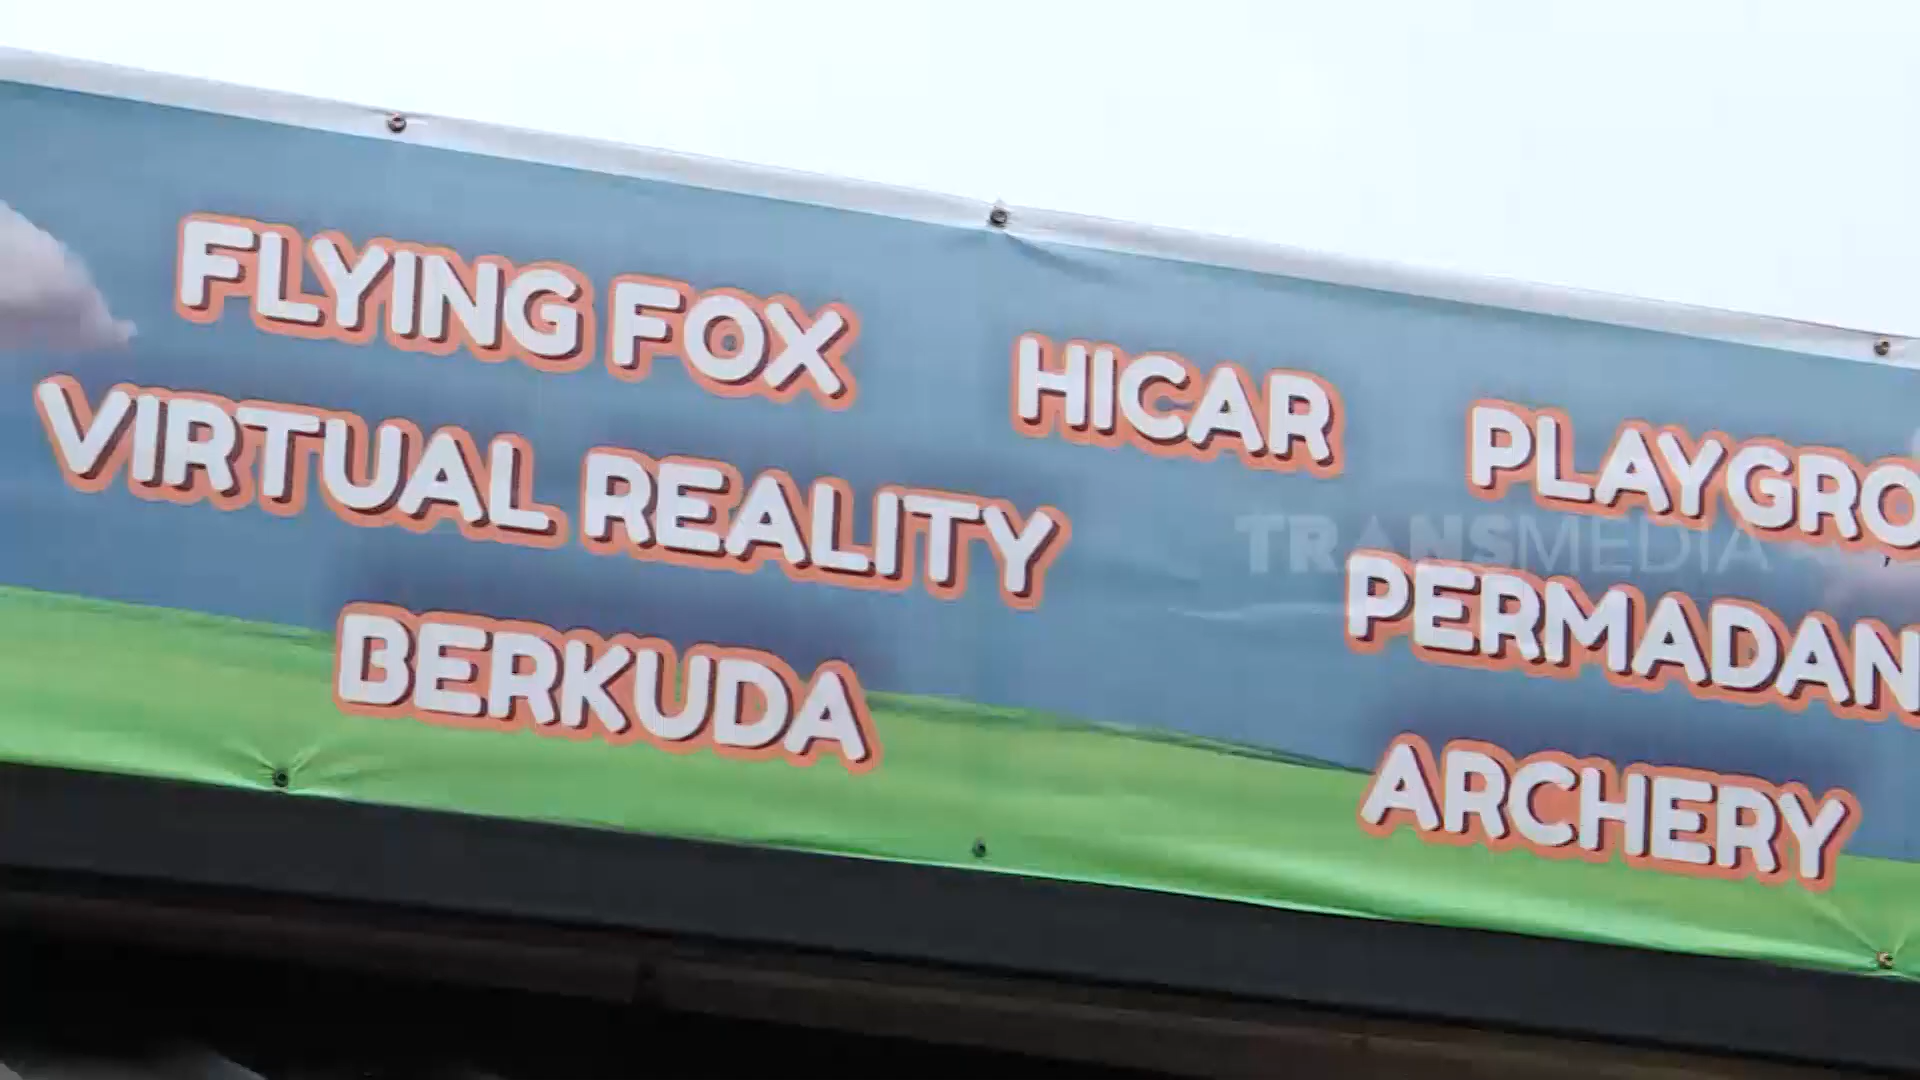 FLYING FOX HICAR PLAYGRO
VIRTUAL REALITY PERMADAN
BERKUDA ARCHERY
TRANSMEDIA